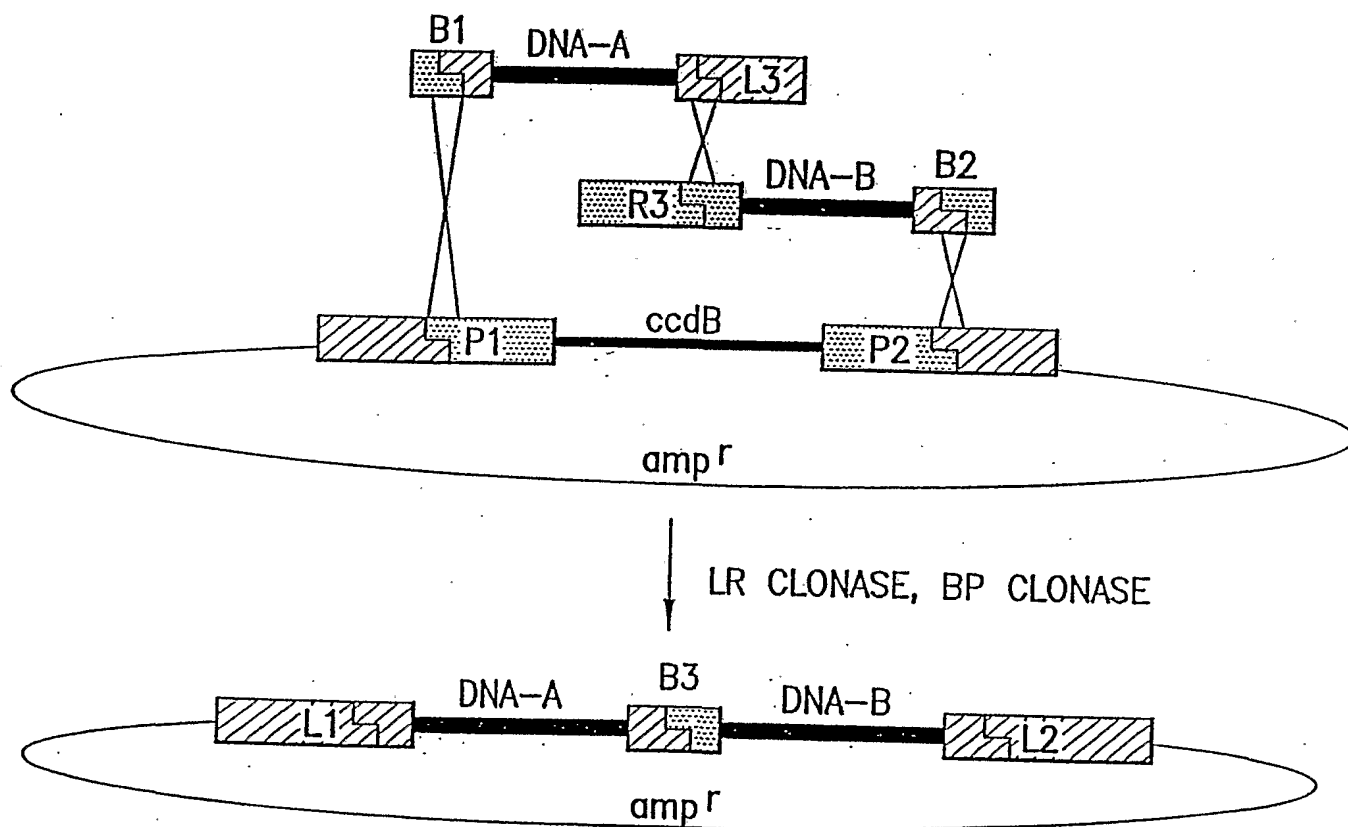 B1 DNA-A
L3
R3 DNA-B B2
P1 ccdB P2
amp r
LR CLONASE, BP CLONASE
L1 DNA-A B3 DNA-B L2
amp r